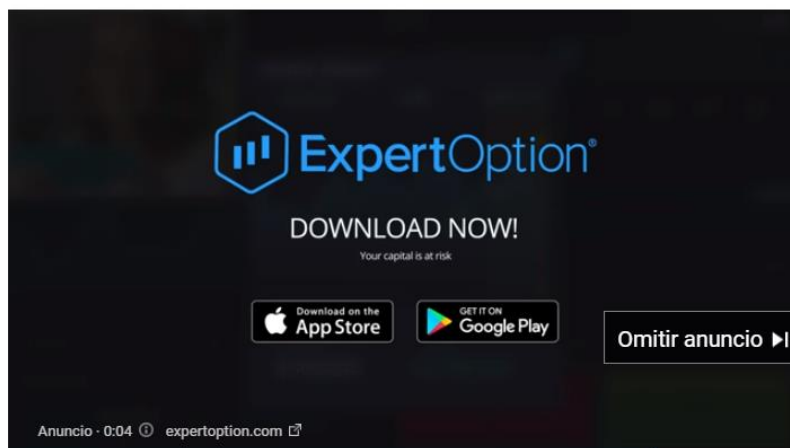 ExpertOption®
DOWNLOAD NOW!
Your capital is at risk
Download on the
App Store
GET IT ON
Google Play
Omitir anuncio
Anuncio · 0:04 expertoption.com